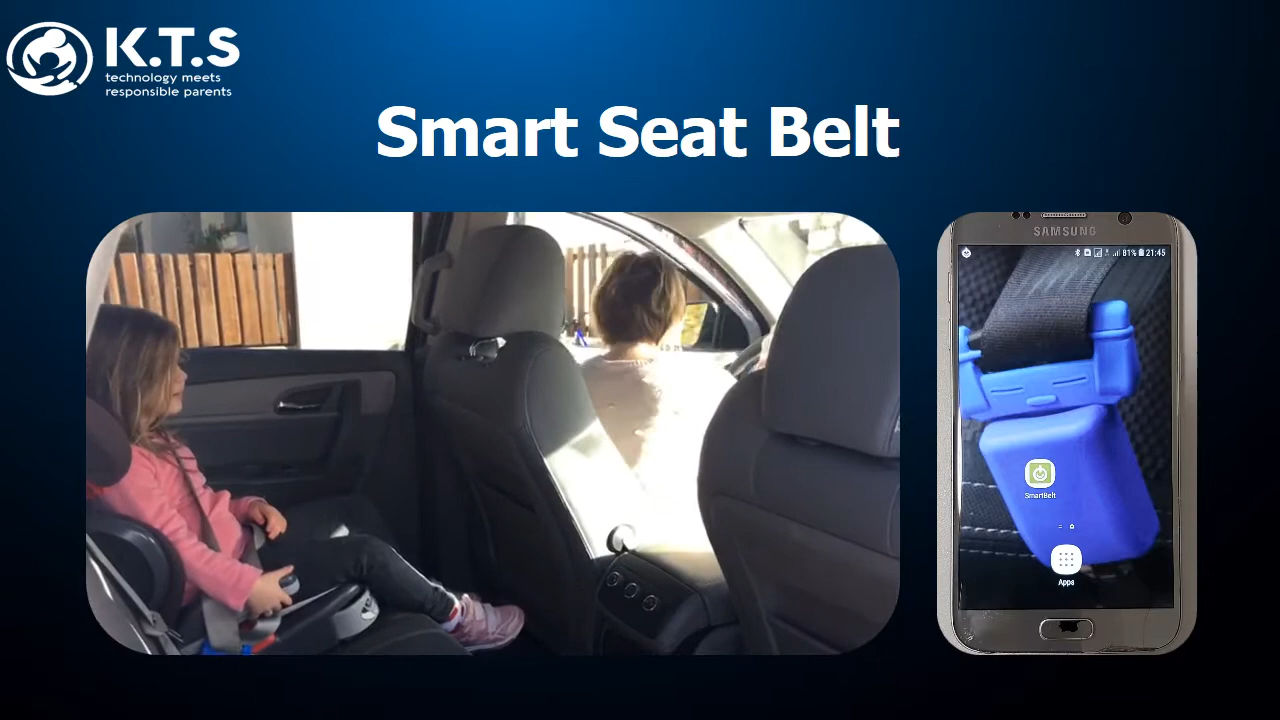 K.T.S
technology meets
responsible parents
Smart Seat Belt
SAMSUNG
81% 21:45
SmartBelt
Apps